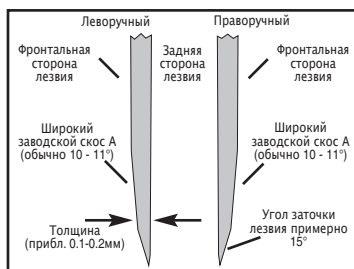 Леворучный
Праворучный
Фронтальная
сторона
лезвия
Задняя
сторона
лезвия
Фронтальная
сторона
лезвия
Широкий
заводской скос А
(обычно 10 - 11°)
Широкий
заводской скос А
(обычно 10 - 11°)
Толщина
(прибл. 0.1-0.2мм)
Угол заточки
лезвия примерно
15°